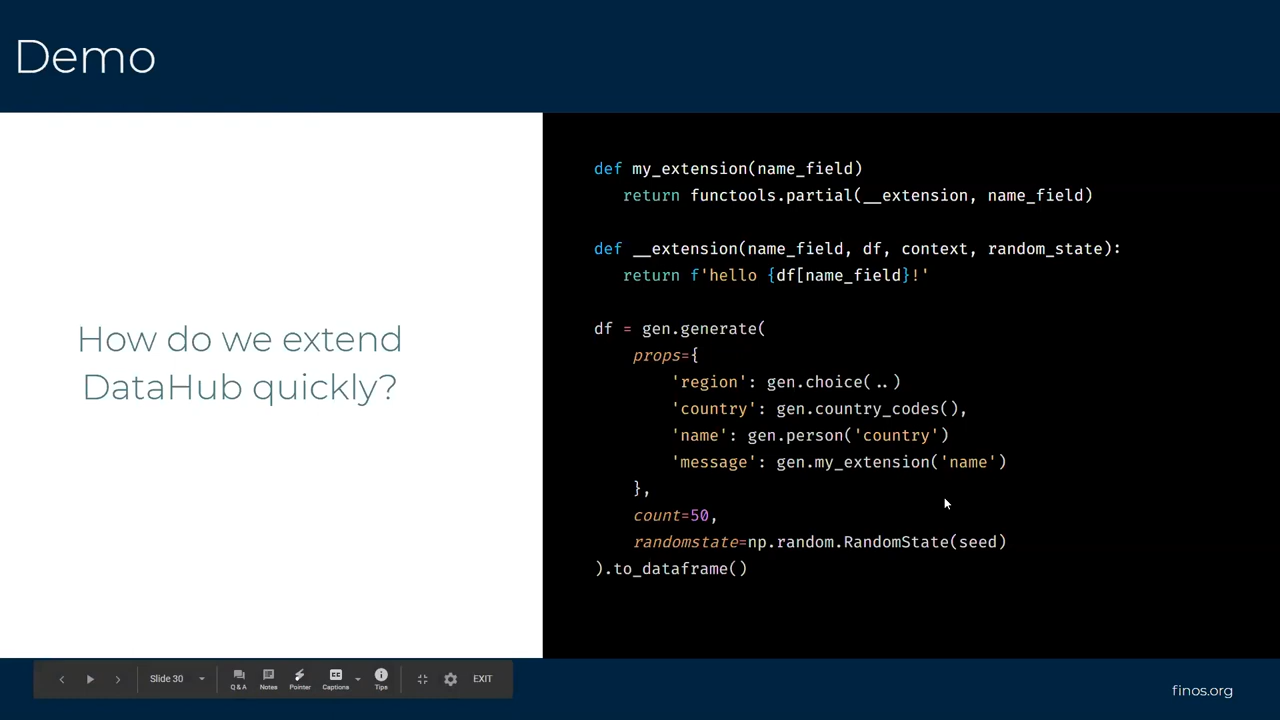 Demo
How do we extend
DataHub quickly?
def my_extension(name_field)
return functools.partial(__extension, name_field)
def __extension(name_field, df, context, random_state):
return f'hello {df[name_field}!'
df = gen.generate(
props={
'region': gen.choice(..)
'country': gen.country_codes(),
'name': gen.person('country')
'message': gen.my_extension('name')
},
count=50,
randomstate=np.random.RandomState(seed)
).to_dataframe()
Slide 30
Q & A
Notes
Pointer
CC
Captions
Tips
EXIT
finos.org